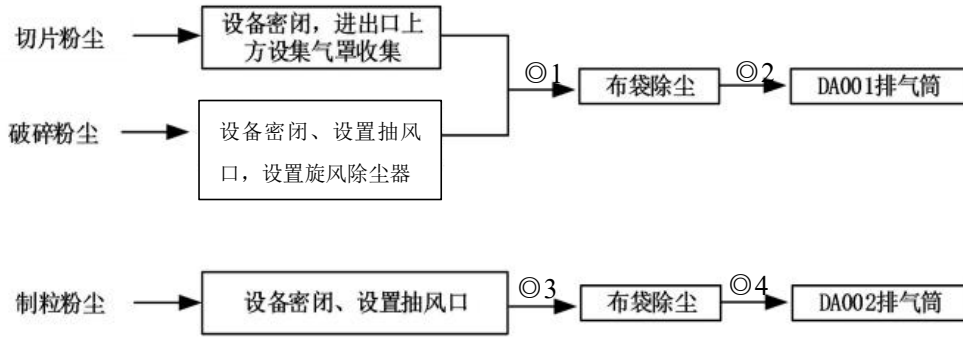 切片粉尘
设备密闭，进出口上
方设集气罩收集
◎1
布袋除尘
◎2
DA001排气筒
破碎粉尘
设备密闭、设置抽风
口，设置旋风除尘器
制粒粉尘
设备密闭、设置抽风口
◎3
布袋除尘
◎4
DA002排气筒